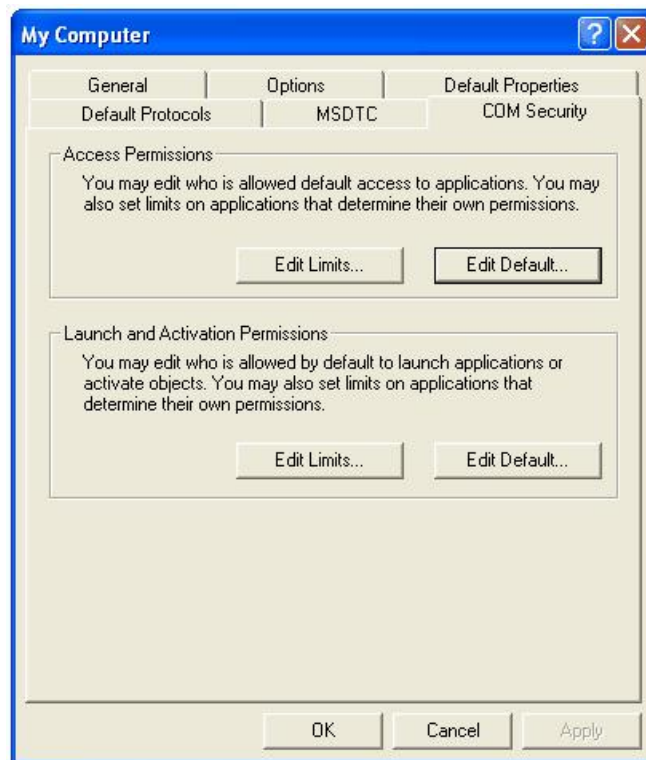 My Computer
General Options Default Properties
Default Protocols MSDTC COM Security
Access Permissions
You may edit who is allowed default access to applications. You may
also set limits on applications that determine their own permissions.
Edit Limits... Edit Default...
Launch and Activation Permissions
You may edit who is allowed by default to launch applications or
activate objects. You may also set limits on applications that
determine their own permissions.
Edit Limits... Edit Default...
OK Cancel Apply